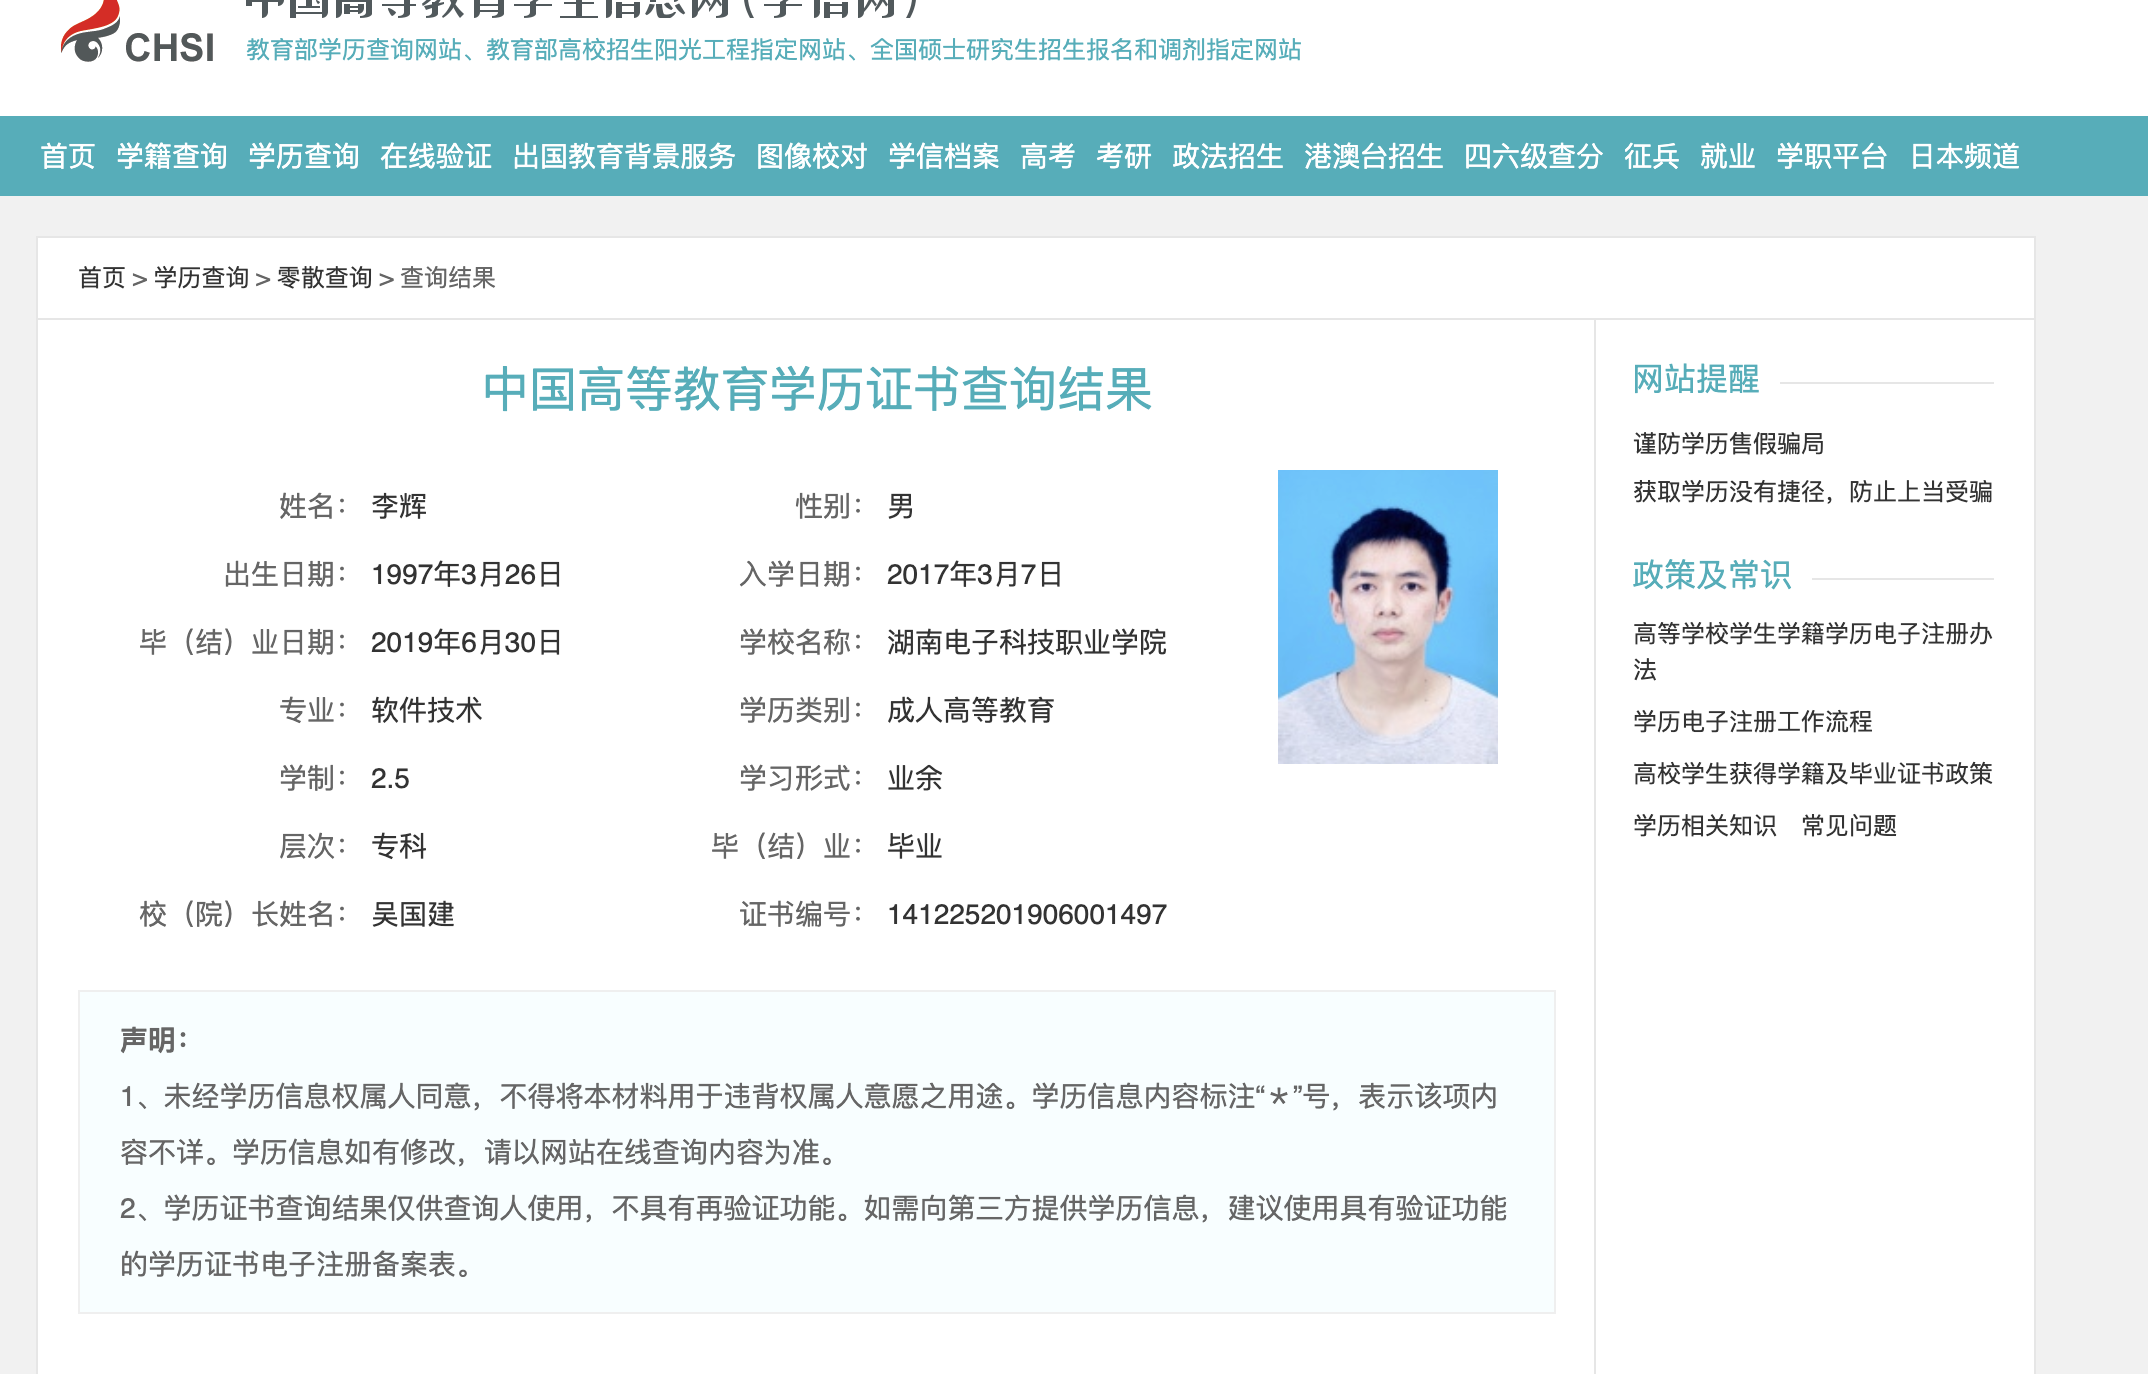 中国高等教育学生信息网（学信网）
CHSI
教育部学历查询网站、教育部高校招生阳光工程指定网站、全国硕士研究生招生报名和调剂指定网站
首页 学籍查询 学历查询 在线验证 出国教育背景服务 图像校对 学信档案 高考 考研 政法招生 港澳台招生 四六级查分 征兵 就业 学职平台 日本频道
首页 > 学历查询 > 零散查询 > 查询结果
中国高等教育学历证书查询结果
姓名： 李辉 性别： 男
出生日期： 1997年3月26日 入学日期： 2017年3月7日
毕（结）业日期： 2019年6月30日 学校名称： 湖南电子科技职业学院
专业： 软件技术 学历类别： 成人高等教育
学制： 2.5 学习形式： 业余
层次： 专科 毕（结）业： 毕业
校（院）长姓名： 吴国建 证书编号： 141225201906001497
声明：
1、未经学历信息权属人同意，不得将本材料用于违背权属人意愿之用途。学历信息内容标注“＊”号，表示该项内
容不详。学历信息如有修改，请以网站在线查询内容为准。
2、学历证书查询结果仅供查询人使用，不具有再验证功能。如需向第三方提供学历信息，建议使用具有验证功能
的学历证书电子注册备案表。
网站提醒
谨防学历售假骗局
获取学历没有捷径，防止上当受骗
政策及常识
高等学校学生学籍学历电子注册办
法
学历电子注册工作流程
高校学生获得学籍及毕业证书政策
学历相关知识 常见问题